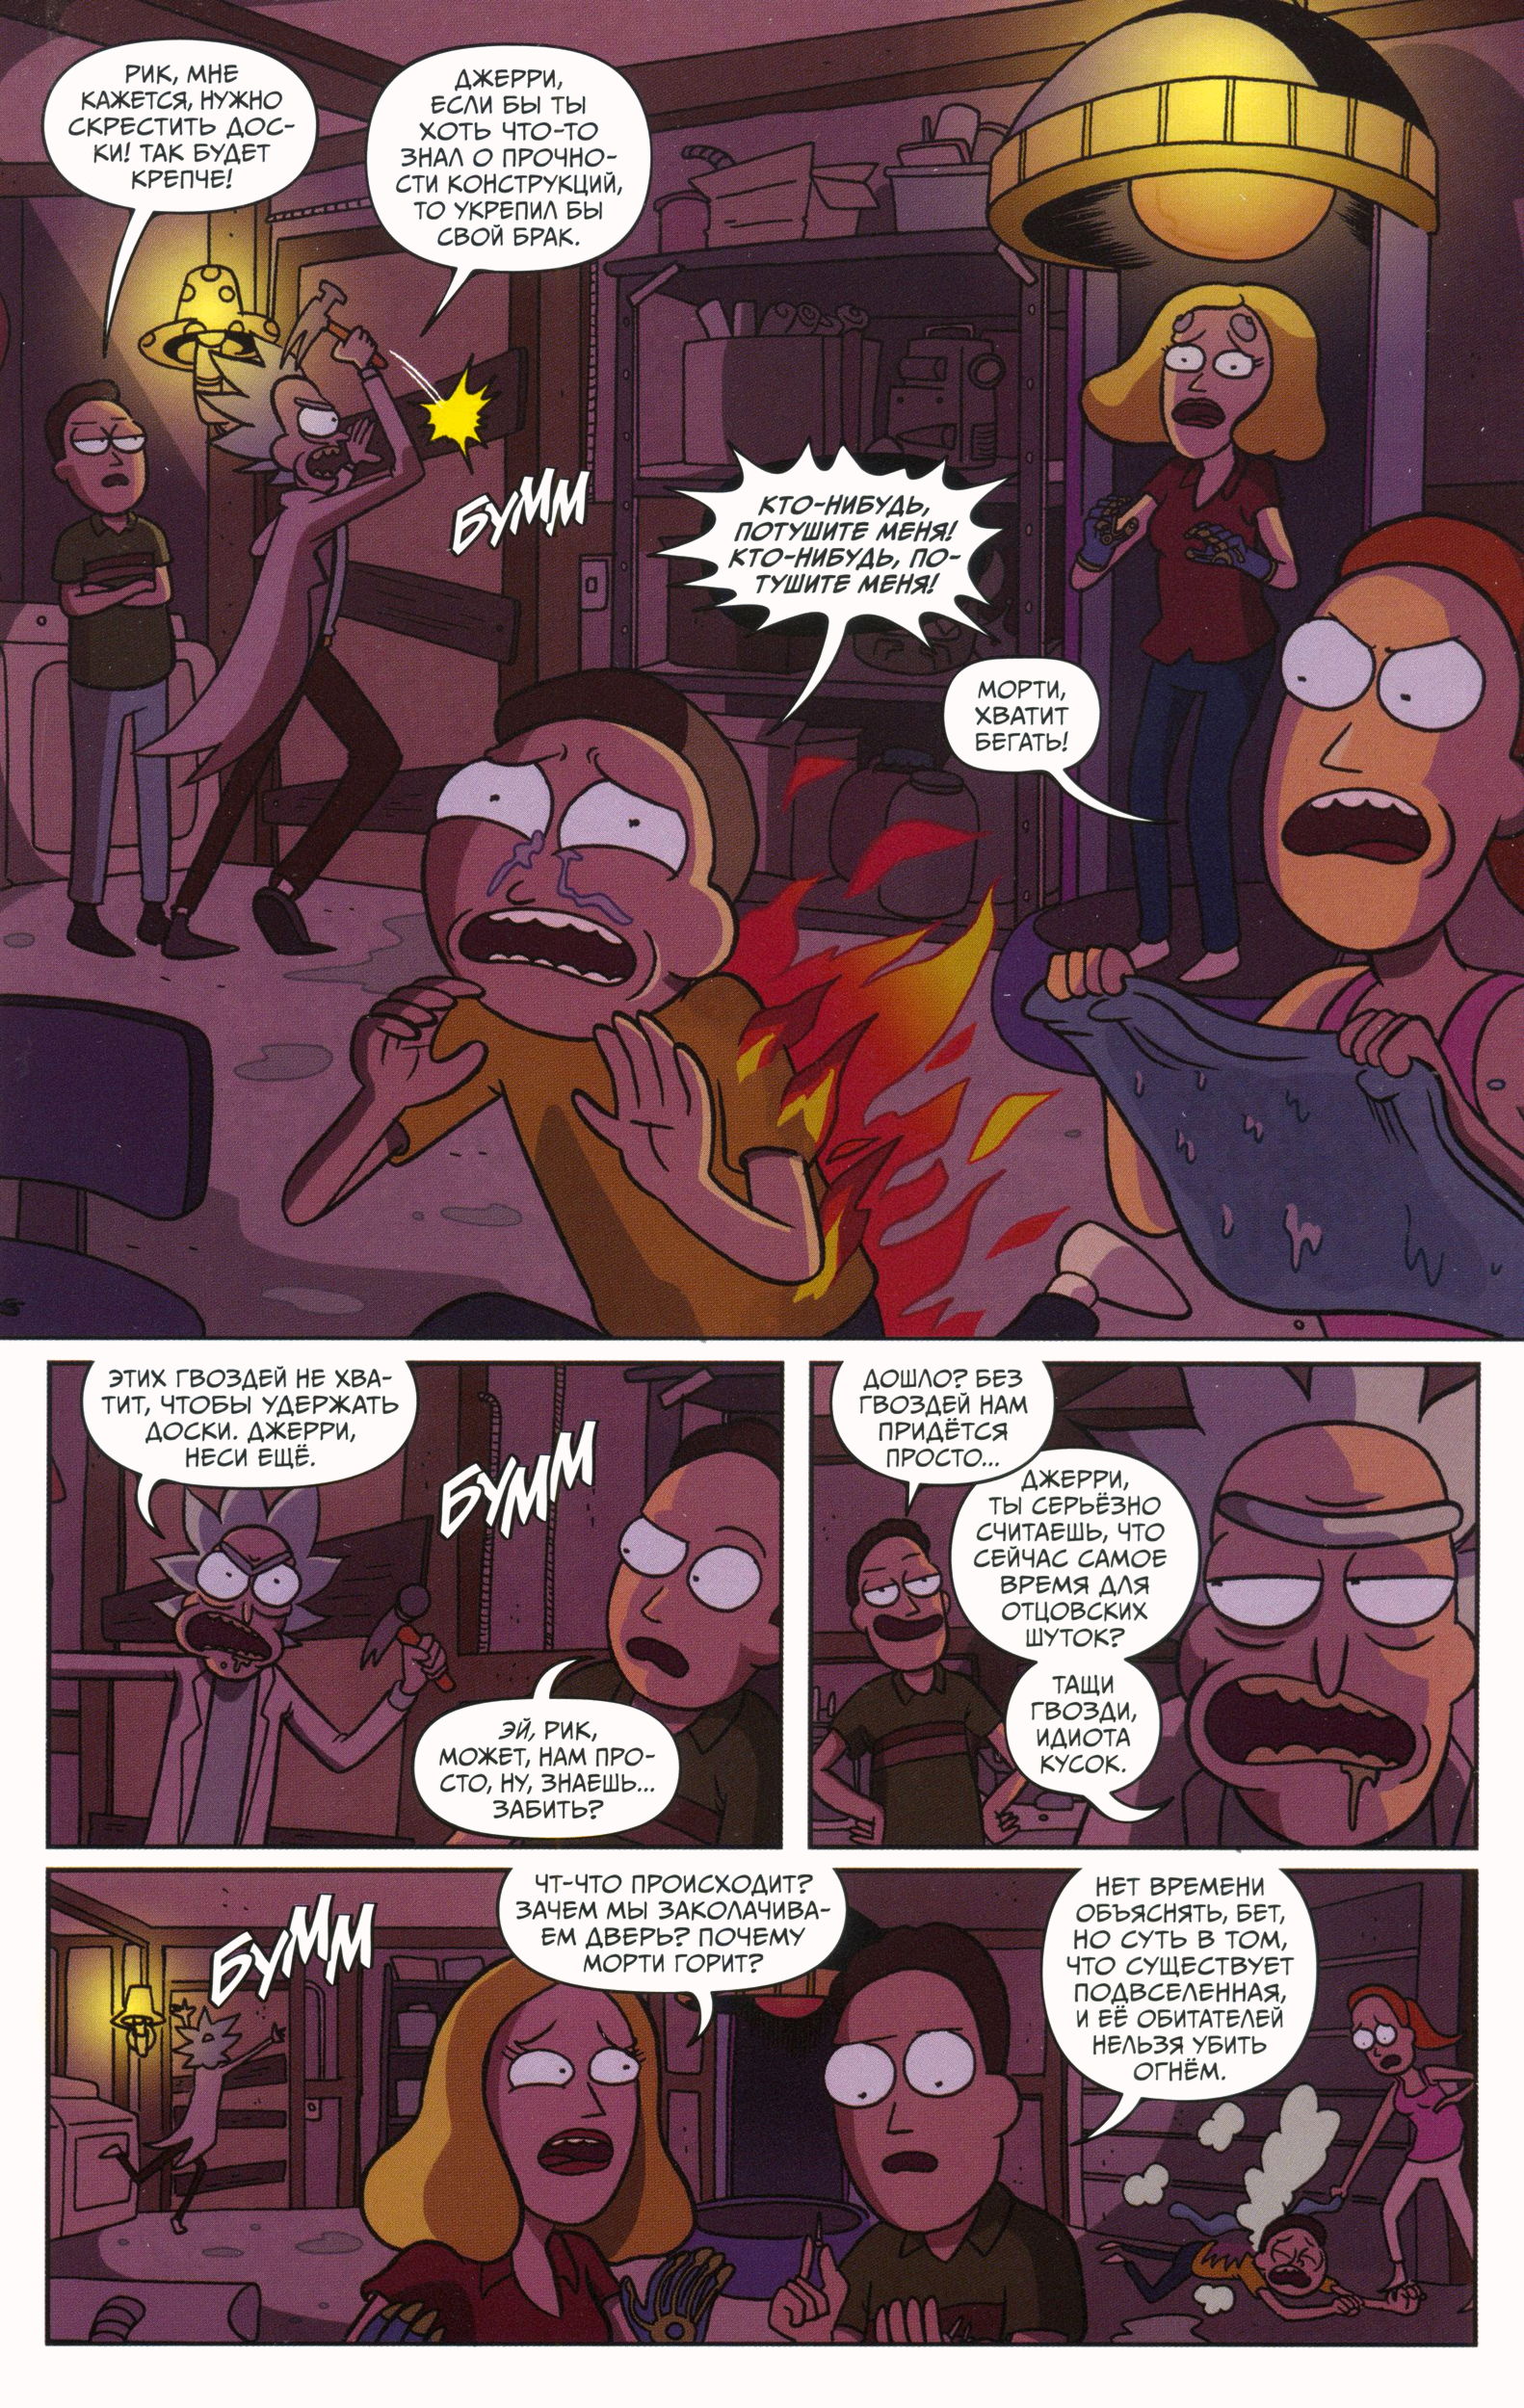 РИК, МНЕ
КАЖЕТСЯ, НУЖНО
СКРЕСТИТЬ ДОС-
КИ! ТАК БУДЕТ
КРЕПЧЕ!
ДЖЕРРИ,
ЕСЛИ БЫ ТЫ
ХОТЬ ЧТО-ТО
ЗНАЛ О ПРОЧНО-
СТИ КОНСТРУКЦИЙ,
ТО УКРЕПИЛ БЫ
СВОЙ БРАК.
БУММ
КТО-НИБУДЬ,
ПОТУШИТЕ МЕНЯ!
КТО-НИБУДЬ, ПО-
ТУШИТЕ МЕНЯ!
МОРТИ,
ХВАТИТ
БЕГАТЬ!
ЭТИХ ГВОЗДЕЙ НЕ ХВА-
ТИТ, ЧТОБЫ УДЕРЖАТЬ
ДОСКИ. ДЖЕРРИ,
НЕСИ ЕЩЁ.
БУММ
ЭЙ, РИК,
МОЖЕТ, НАМ ПРО-
СТО, НУ, ЗНАЕШЬ...
ЗАБИТЬ?
ДОШЛО? БЕЗ
ГВОЗДЕЙ НАМ
ПРИДЁТСЯ
ПРОСТО...
ДЖЕРРИ,
ТЫ СЕРЬЁЗНО
СЧИТАЕШЬ, ЧТО
СЕЙЧАС САМОЕ
ВРЕМЯ ДЛЯ
ОТЦОВСКИХ
ШУТОК?
ТАЩИ
ГВОЗДИ,
ИДИОТА
КУСОК.
БУММ
ЧТ-ЧТО ПРОИСХОДИТ?
ЗАЧЕМ МЫ ЗАКОЛАЧИВА-
ЕМ ДВЕРЬ? ПОЧЕМУ
МОРТИ ГОРИТ?
НЕТ ВРЕМЕНИ
ОБЪЯСНЯТЬ, БЕТ,
НО СУТЬ В ТОМ,
ЧТО СУЩЕСТВУЕТ
ПОДВСЕЛЕННАЯ,
И ЕЁ ОБИТАТЕЛЕЙ
НЕЛЬЗЯ УБИТЬ
ОГНЁМ.